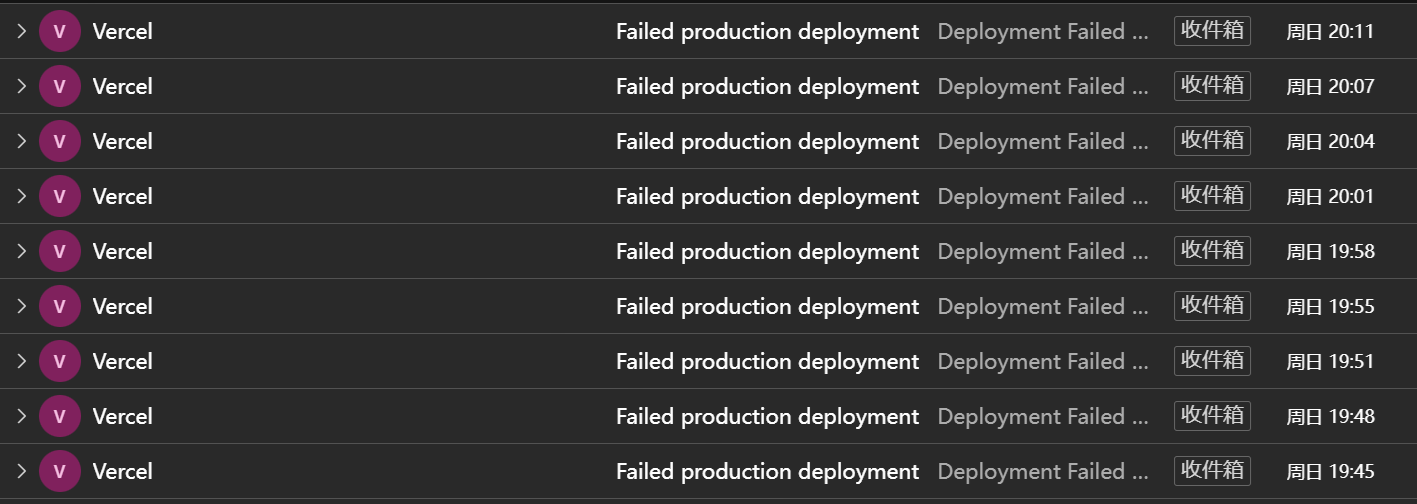 V Vercel Failed production deployment Deployment Failed ... 收件箱 周日 20:11
V Vercel Failed production deployment Deployment Failed ... 收件箱 周日 20:07
V Vercel Failed production deployment Deployment Failed ... 收件箱 周日 20:04
V Vercel Failed production deployment Deployment Failed ... 收件箱 周日 20:01
V Vercel Failed production deployment Deployment Failed ... 收件箱 周日 19:58
V Vercel Failed production deployment Deployment Failed ... 收件箱 周日 19:55
V Vercel Failed production deployment Deployment Failed ... 收件箱 周日 19:51
V Vercel Failed production deployment Deployment Failed ... 收件箱 周日 19:48
V Vercel Failed production deployment Deployment Failed ... 收件箱 周日 19:45